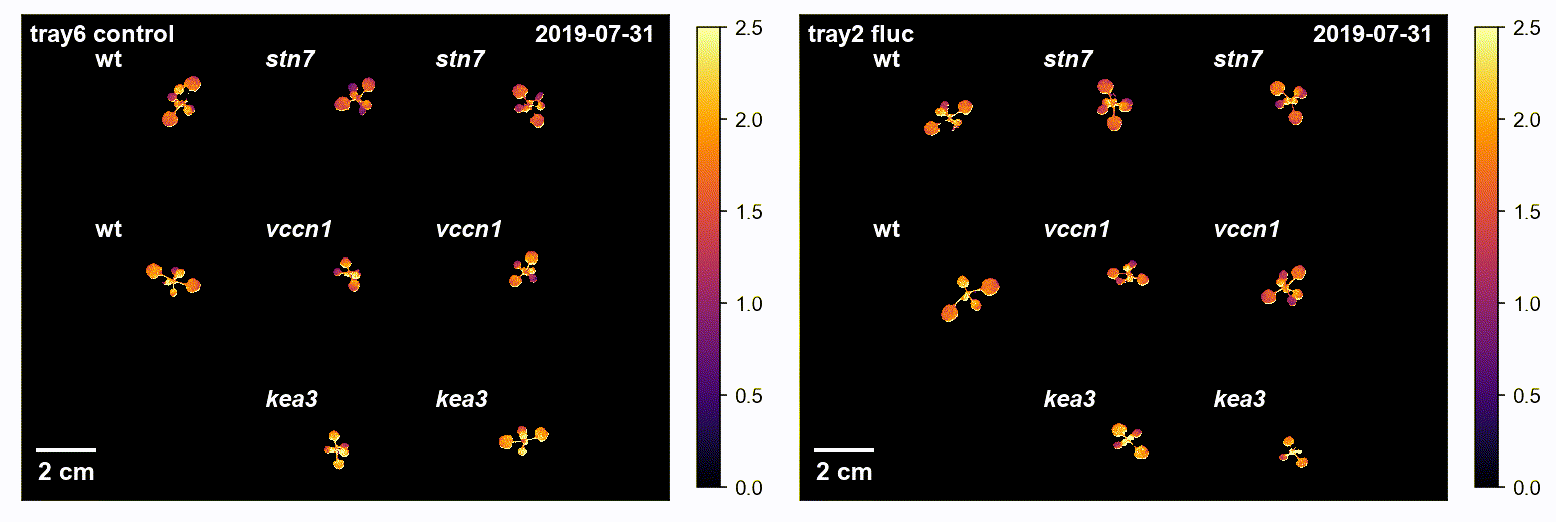 tray6 control 2019-07-31
wt stn7 stn7
wt vccn1 vccn1
kea3 kea3
2 cm
2.5
2.0
1.5
1.0
0.5
0.0
tray2 fluc 2019-07-31
wt stn7 stn7
wt vccn1 vccn1
kea3 kea3
2 cm
2.5
2.0
1.5
1.0
0.5
0.0